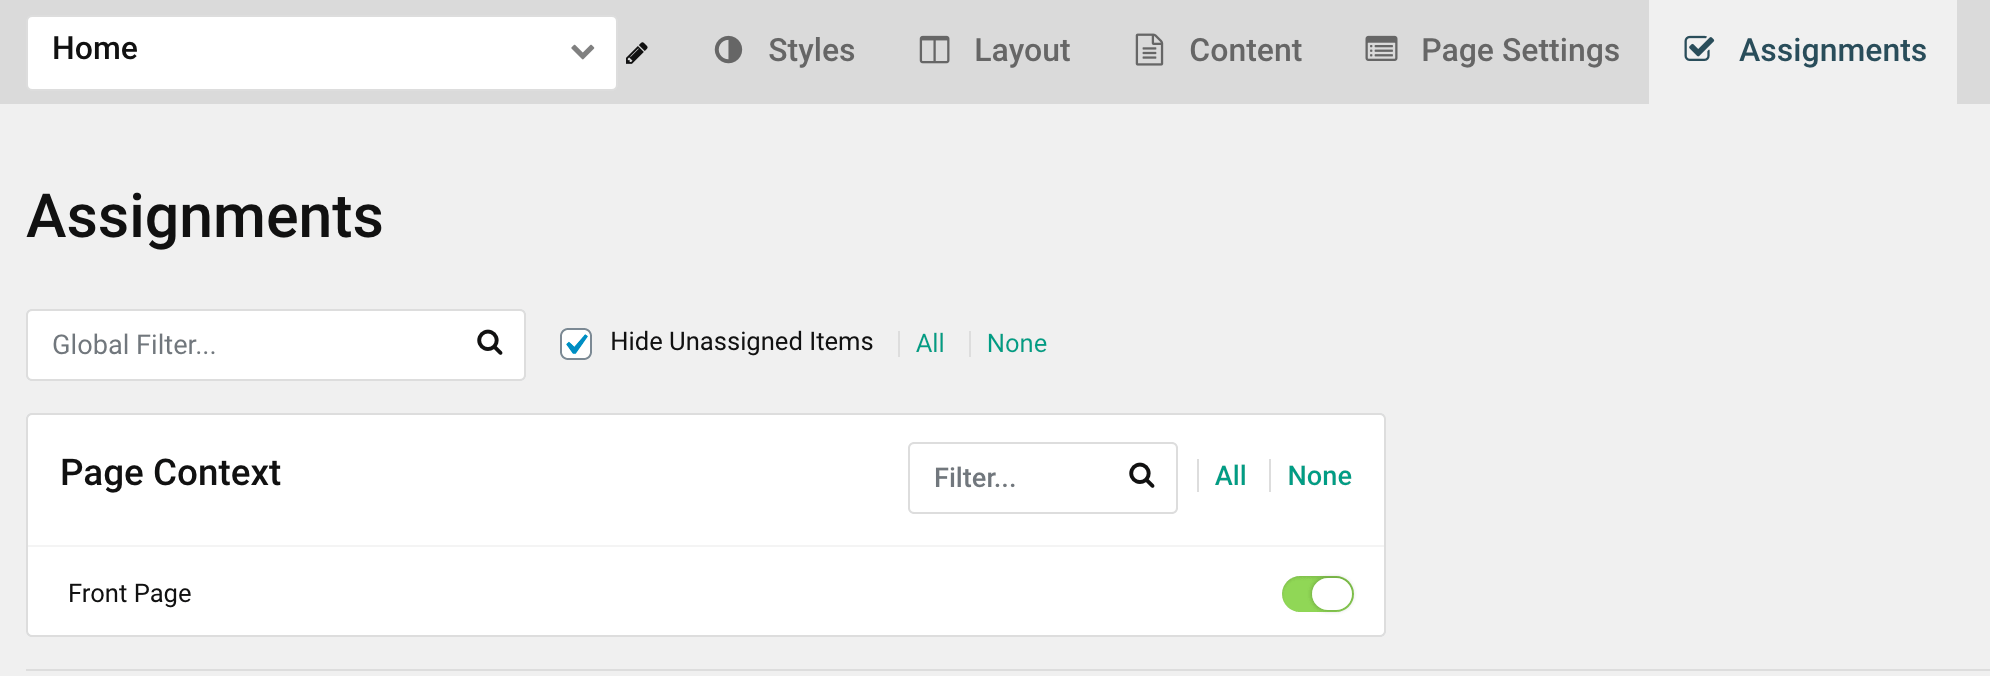 Home
Styles
Layout
Content
Page Settings
Assignments
Assignments
Global Filter...
Hide Unassigned Items
All
None
Page Context
Filter...
All
None
Front Page